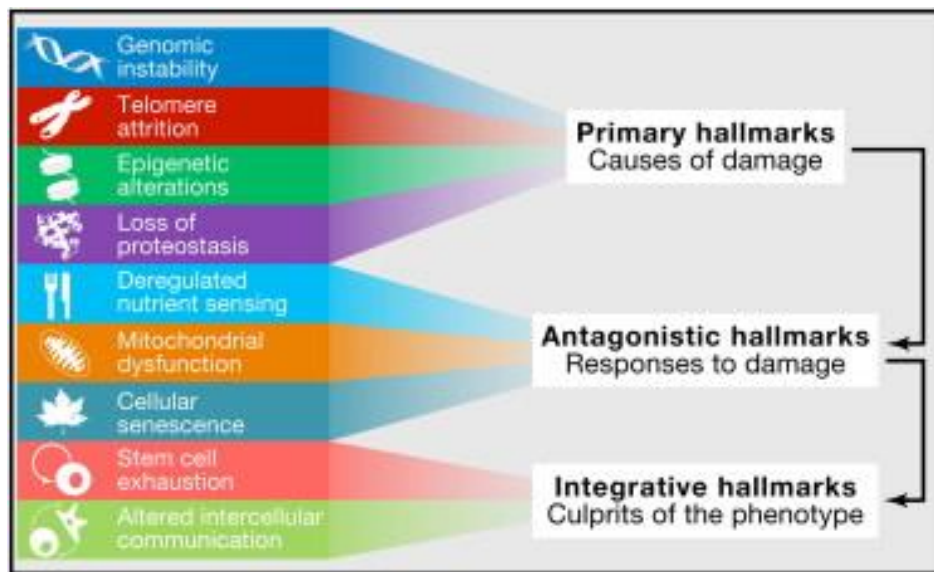 Genomic
instability
Telomere
attrition
Epigenetic
alterations
Loss of
proteostasis
Deregulated
nutrient sensing
Mitochondrial
dysfunction
Cellular
senescence
Stem cell
exhaustion
Altered intercellular
communication
Primary hallmarks
Causes of damage
Antagonistic hallmarks
Responses to damage
Integrative hallmarks
Culprits of the phenotype